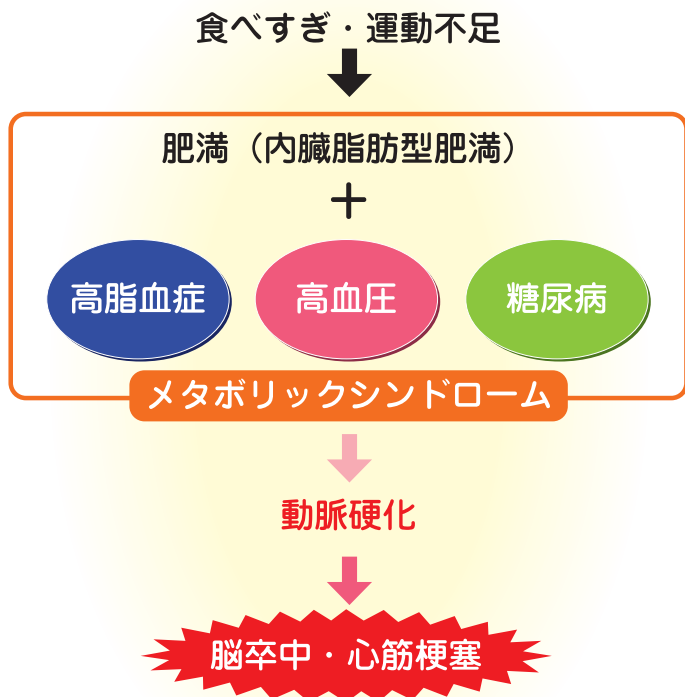 食べすぎ・運動不足
肥満（内臓脂肪型肥満）
＋
高脂血症
高血圧
糖尿病
メタボリックシンドローム
動脈硬化
脳卒中・心筋梗塞